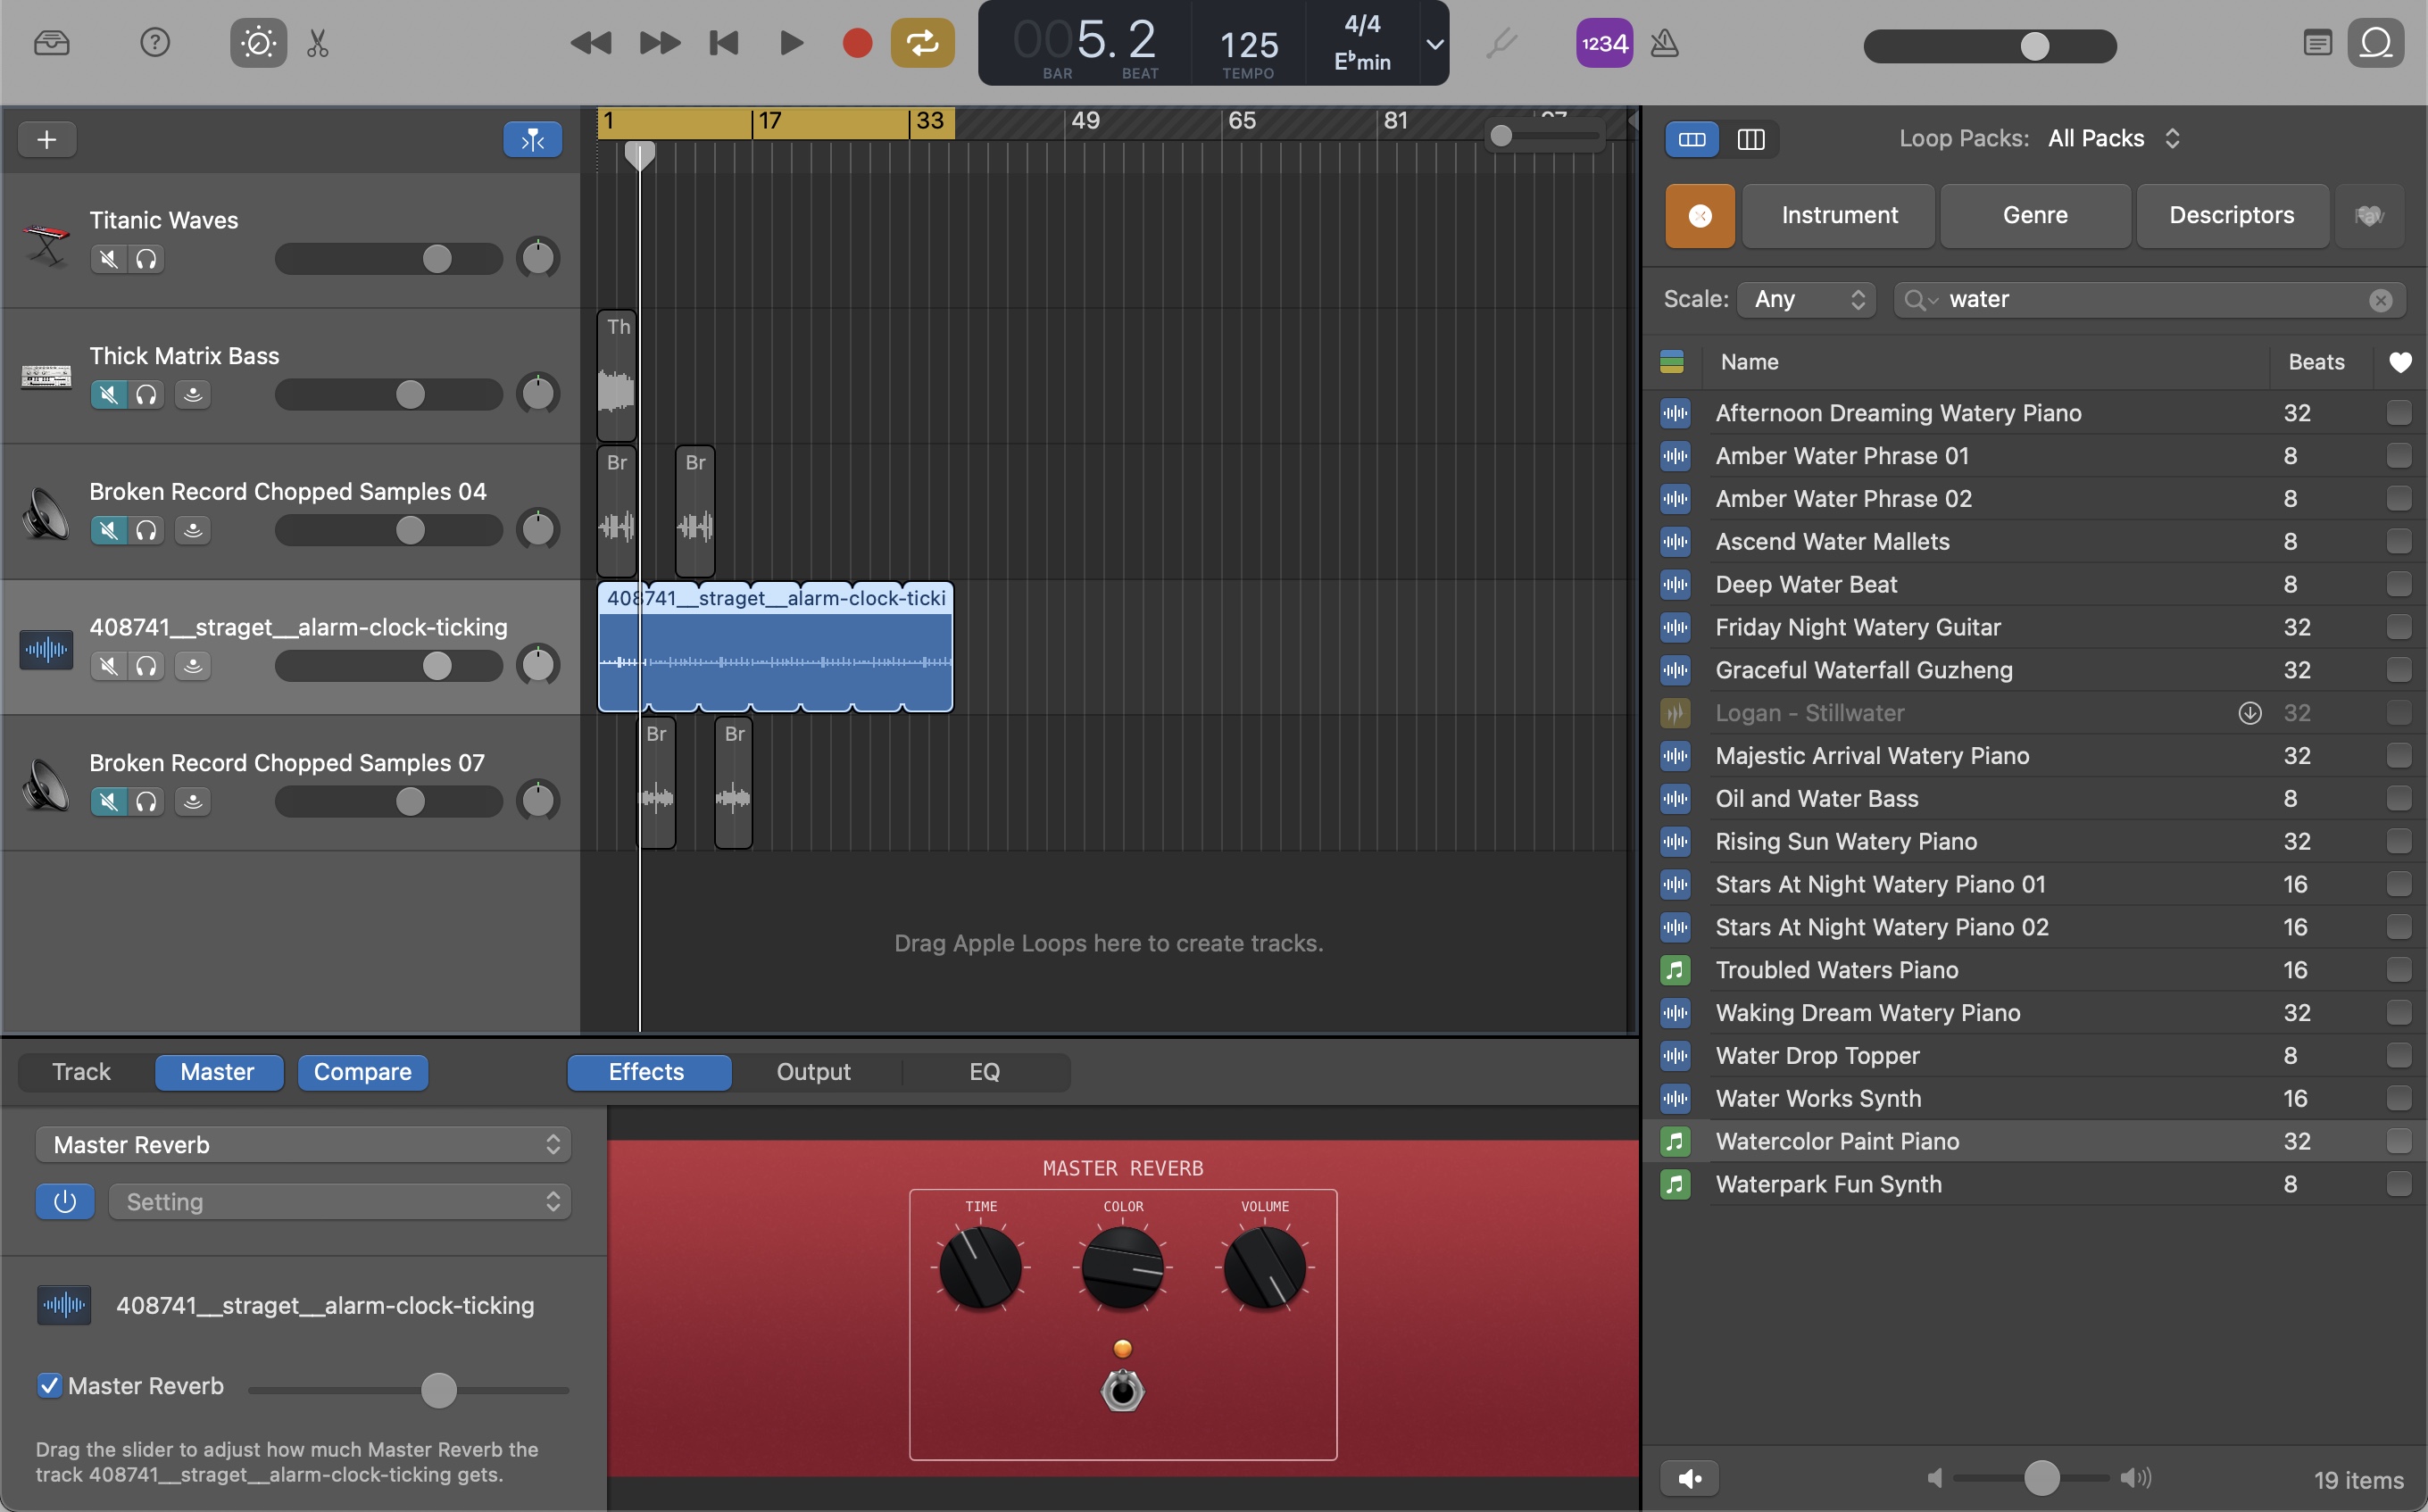 005. 2
BAR BEAT
125
TEMPO
4/4
E♭min
1234
1 17 33 49 65 81
Titanic Waves
Thick Matrix Bass
Th
Broken Record Chopped Samples 04
Br Br
408741__straget__alarm-clock-ticking
408741__straget__alarm-clock-ticki
Broken Record Chopped Samples 07
Br Br
Drag Apple Loops here to create tracks.
Loop Packs: All Packs
Instrument Genre Descriptors Fav
Scale: Any water
Name Beats
Afternoon Dreaming Watery Piano 32
Amber Water Phrase 01 8
Amber Water Phrase 02 8
Ascend Water Mallets 8
Deep Water Beat 8
Friday Night Watery Guitar 32
Graceful Waterfall Guzheng 32
Logan - Stillwater 32
Majestic Arrival Watery Piano 32
Oil and Water Bass 8
Rising Sun Watery Piano 32
Stars At Night Watery Piano 01 16
Stars At Night Watery Piano 02 16
Troubled Waters Piano 16
Waking Dream Watery Piano 32
Water Drop Topper 8
Water Works Synth 16
Watercolor Paint Piano 32
Waterpark Fun Synth 8
19 items
Track Master Compare Effects Output EQ
Master Reverb
Setting
408741__straget__alarm-clock-ticking
Master Reverb
Drag the slider to adjust how much Master Reverb the
track 408741__straget__alarm-clock-ticking gets.
MASTER REVERB
TIME COLOR VOLUME